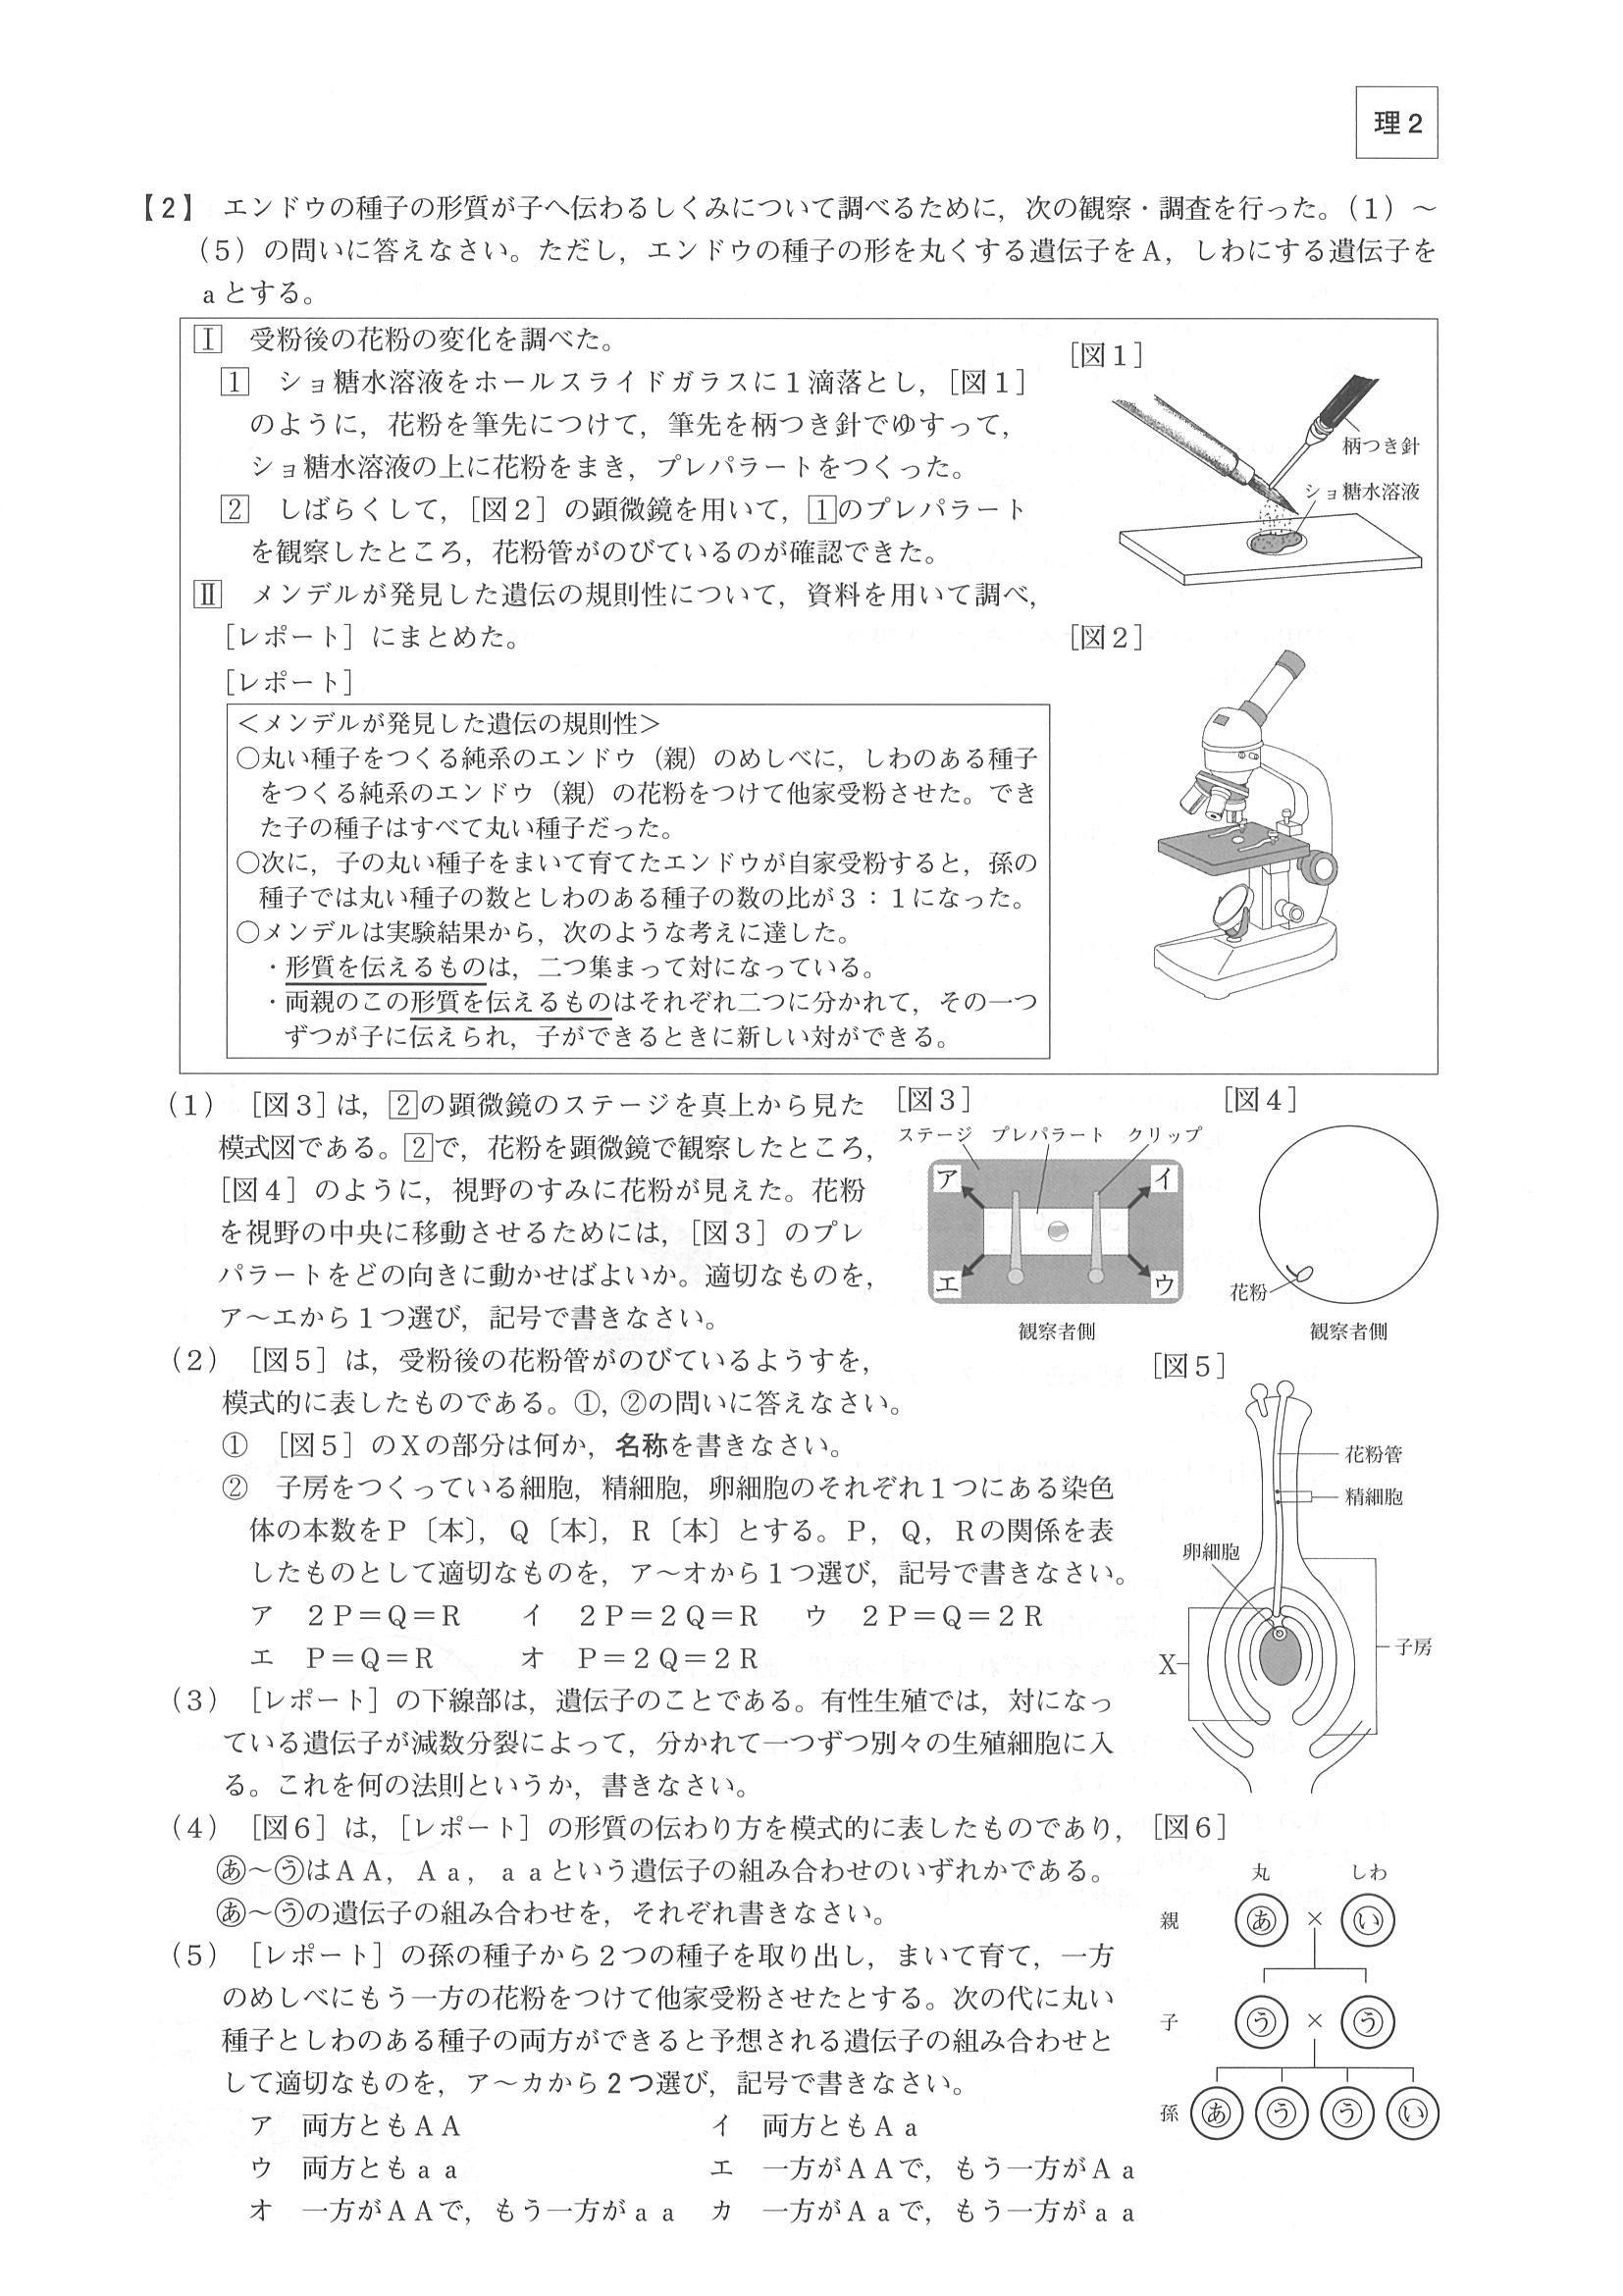 理2
【2】 エンドウの種子の形質が子へ伝わるしくみについて調べるために，次の観察・調査を行った。（1）～
（5）の問いに答えなさい。ただし，エンドウの種子の形を丸くする遺伝子をA，しわにする遺伝子を
aとする。
Ⅰ 受粉後の花粉の変化を調べた。
1 ショ糖水溶液をホールスライドガラスに1滴落とし，［図1］
のように，花粉を筆先につけて，筆先を柄つき針でゆすって，
ショ糖水溶液の上に花粉をまき，プレパラートをつくった。
2 しばらくして，［図2］の顕微鏡を用いて，1のプレパラート
を観察したところ，花粉管がのびているのが確認できた。
Ⅱ メンデルが発見した遺伝の規則性について，資料を用いて調べ，
［レポート］にまとめた。
［レポート］
＜メンデルが発見した遺伝の規則性＞
○丸い種子をつくる純系のエンドウ（親）のめしべに，しわのある種子
をつくる純系のエンドウ（親）の花粉をつけて他家受粉させた。でき
た子の種子はすべて丸い種子だった。
○次に，子の丸い種子をまいて育てたエンドウが自家受粉すると，孫の
種子では丸い種子の数としわのある種子の数の比が3：1になった。
○メンデルは実験結果から，次のような考えに達した。
・形質を伝えるものは，二つ集まって対になっている。
・両親のこの形質を伝えるものはそれぞれ二つに分かれて，その一つ
ずつが子に伝えられ，子ができるときに新しい対ができる。
［図1］
柄つき針
ショ糖水溶液
［図2］
（1） ［図3］は，2の顕微鏡のステージを真上から見た
模式図である。2で，花粉を顕微鏡で観察したところ，
［図4］のように，視野のすみに花粉が見えた。花粉
を視野の中央に移動させるためには，［図3］のプレ
パラートをどの向きに動かせばよいか。適切なものを，
ア～エから1つ選び，記号で書きなさい。
［図3］
ステージ プレパラート クリップ
ア イ
エ ウ
観察者側
［図4］
花粉
観察者側
（2） ［図5］は，受粉後の花粉管がのびているようすを，
模式的に表したものである。①，②の問いに答えなさい。
① ［図5］のXの部分は何か，名称を書きなさい。
② 子房をつくっている細胞，精細胞，卵細胞のそれぞれ1つにある染色
体の本数をP〔本〕，Q〔本〕，R〔本〕とする。P，Q，Rの関係を表
したものとして適切なものを，ア～オから1つ選び，記号で書きなさい。
ア 2P＝Q＝R イ 2P＝2Q＝R ウ 2P＝Q＝2R
エ P＝Q＝R オ P＝2Q＝2R
［図5］
花粉管
精細胞
卵細胞
子房
X
（3） ［レポート］の下線部は，遺伝子のことである。有性生殖では，対になっ
ている遺伝子が減数分裂によって，分かれて一つずつ別々の生殖細胞に入
る。これを何の法則というか，書きなさい。
（4） ［図6］は，［レポート］の形質の伝わり方を模式的に表したものであり，
あ～うはAA，Aa，aaという遺伝子の組み合わせのいずれかである。
あ～うの遺伝子の組み合わせを，それぞれ書きなさい。
（5） ［レポート］の孫の種子から2つの種子を取り出し，まいて育て，一方
のめしべにもう一方の花粉をつけて他家受粉させたとする。次の代に丸い
種子としわのある種子の両方ができると予想される遺伝子の組み合わせと
して適切なものを，ア～カから2つ選び，記号で書きなさい。
ア 両方ともAA イ 両方ともAa
ウ 両方ともaa エ 一方がAAで，もう一方がAa
オ 一方がAAで，もう一方がaa カ 一方がAaで，もう一方がaa
［図6］
丸 しわ
親 あ × い
子 う × う
孫 あ う う い